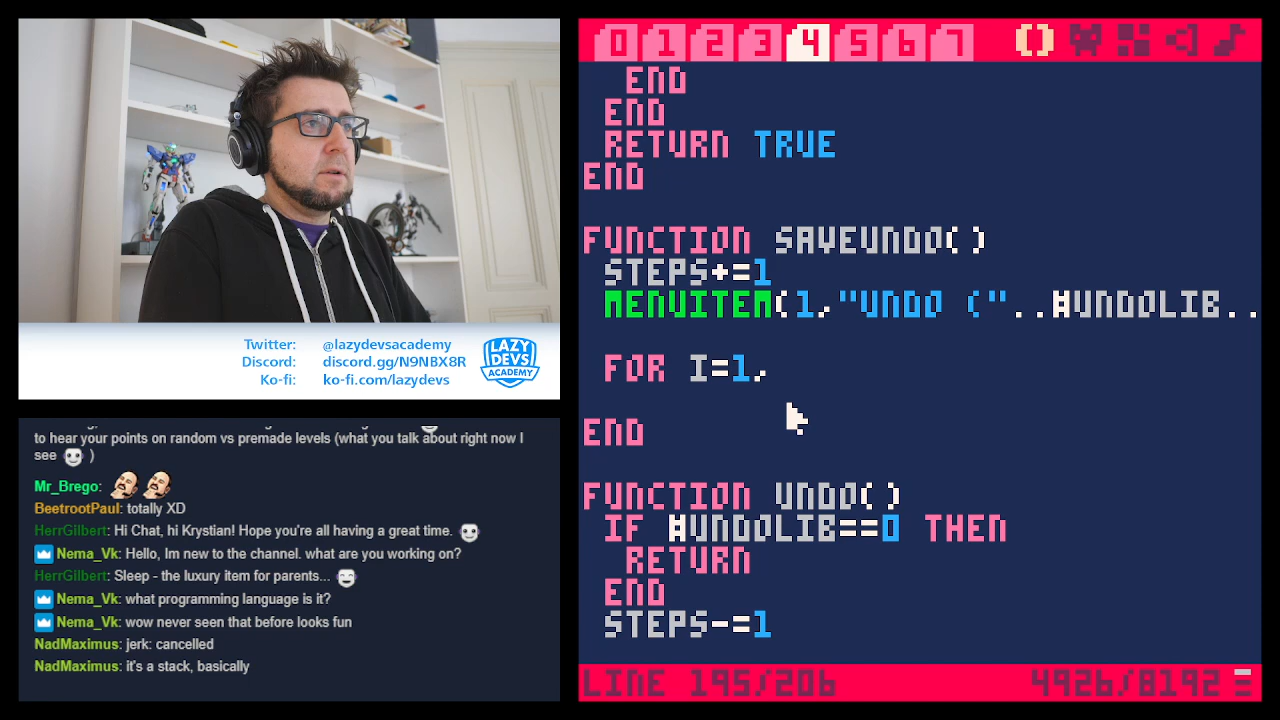 Twitter: @lazydevsacademy
Discord: discord.gg/N9NBX8R
Ko-fi: ko-fi.com/lazydevs
LAZY
DEVS
ACADEMY
to hear your points on random vs premade levels (what you talk about right now I
see )
Mr_Brego:
BeetrootPaul: totally XD
HerrGilbert: Hi Chat, hi Krystian! Hope you're all having a great time.
Nema_Vk: Hello, Im new to the channel. what are you working on?
HerrGilbert: Sleep - the luxury item for parents...
Nema_Vk: what programming language is it?
Nema_Vk: wow never seen that before looks fun
NadMaximus: jerk: cancelled
NadMaximus: it's a stack, basically
0 1 2 3 4 5 6 7 ()
END
END
RETURN TRUE
END
FUNCTION SAVEUNDO()
STEPS+=1
MENUITEM(1,"UNDO ("..#UNDOLIB..
FOR I=1,
END
FUNCTION UNDO()
IF #UNDOLIB==0 THEN
RETURN
END
STEPS-=1
LINE 195/206 4926/8192